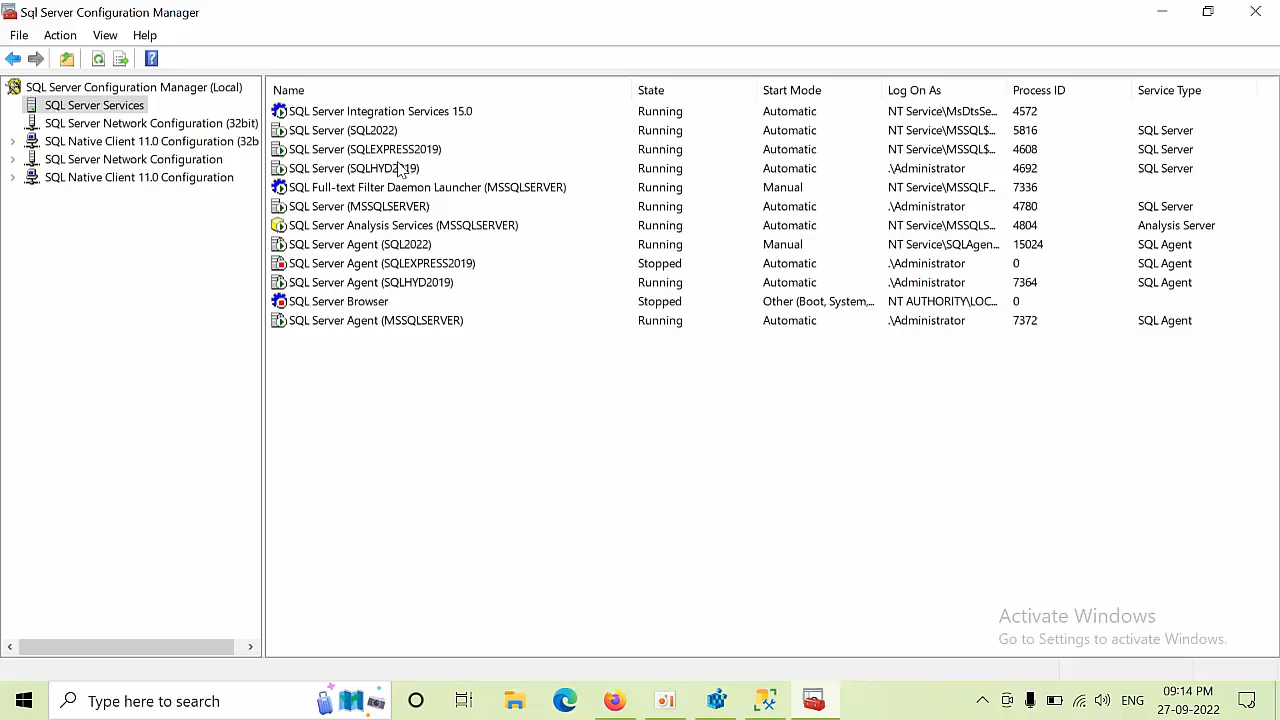 Sql Server Configuration Manager
File Action View Help
SQL Server Configuration Manager (Local)
SQL Server Services
SQL Server Network Configuration (32bit)
SQL Native Client 11.0 Configuration (32b
SQL Server Network Configuration
SQL Native Client 11.0 Configuration
Name State Start Mode Log On As Process ID Service Type
SQL Server Integration Services 15.0 Running Automatic NT Service\MsDtsSe... 4572
SQL Server (SQL2022) Running Automatic NT Service\MSSQL$... 5816 SQL Server
SQL Server (SQLEXPRESS2019) Running Automatic NT Service\MSSQL$... 4608 SQL Server
SQL Server (SQLHYD2019) Running Automatic .\Administrator 4692 SQL Server
SQL Full-text Filter Daemon Launcher (MSSQLSERVER) Running Manual NT Service\MSSQLF... 7336
SQL Server (MSSQLSERVER) Running Automatic .\Administrator 4780 SQL Server
SQL Server Analysis Services (MSSQLSERVER) Running Automatic NT Service\MSSQLS... 4804 Analysis Server
SQL Server Agent (SQL2022) Running Manual NT Service\SQLAgen... 15024 SQL Agent
SQL Server Agent (SQLEXPRESS2019) Stopped Automatic .\Administrator 0 SQL Agent
SQL Server Agent (SQLHYD2019) Running Automatic .\Administrator 7364 SQL Agent
SQL Server Browser Stopped Other (Boot, System,... NT AUTHORITY\LOC... 0
SQL Server Agent (MSSQLSERVER) Running Automatic .\Administrator 7372 SQL Agent
Activate Windows
Go to Settings to activate Windows.
Type here to search
ENG
09:14 PM
27-09-2022